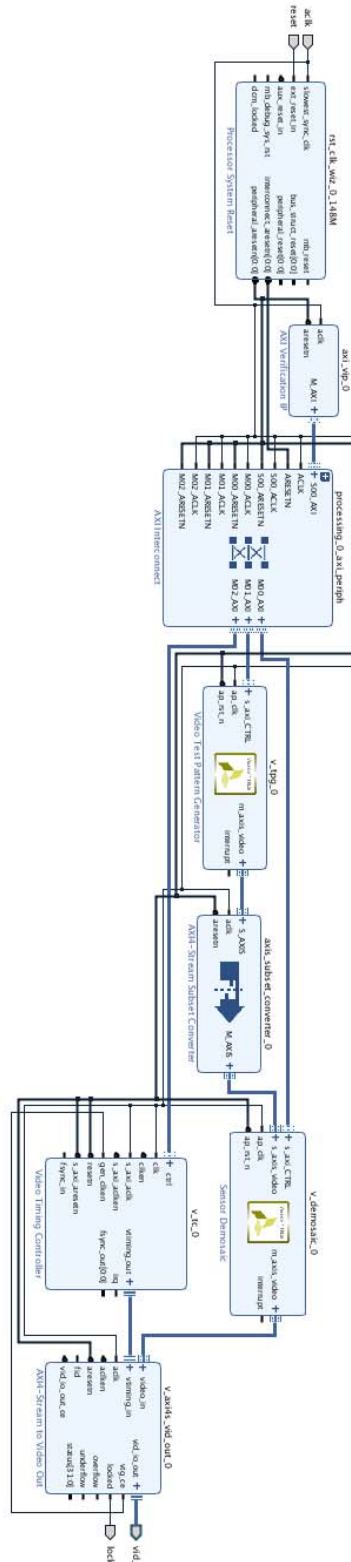 aclk
reset
rst_clk_wiz_0_148M
slowest_sync_clk
ext_reset_in
aux_reset_in
mb_debug_sys_rst
dcm_locked
mb_reset
bus_struct_reset[0:0]
peripheral_reset[0:0]
interconnect_aresetn[0:0]
peripheral_aresetn[0:0]
Processor System Reset
axi_vip_0
aclk
aresetn
M_AXI
AXI Verification IP
processing_0_axi_periph
S00_AXI
ACLK
ARESETN
S00_ACLK
S00_ARESETN
M00_ACLK
M00_ARESETN
M01_ACLK
M01_ARESETN
M02_ACLK
M02_ARESETN
M00_AXI
M01_AXI
M02_AXI
AXI Interconnect
v_tpg_0
s_axi_CTRL
ap_clk
ap_rst_n
m_axis_video
interrupt
Video Test Pattern Generator
axis_subset_converter_0
S_AXIS
aclk
aresetn
M_AXIS
AXI4-Stream Subset Converter
v_demosaic_0
s_axi_CTRL
s_axis_video
ap_clk
ap_rst_n
m_axis_video
interrupt
Sensor Demosaic
v_tc_0
ctrl
clk
clken
s_axi_aclk
s_axi_aclken
gen_clken
resetn
s_axi_aresetn
fsync_in
vtiming_out
irq
fsync_out[0:0]
Video Timing Controller
v_axi4s_vid_out_0
video_in
vtiming_in
aclk
aclken
aresetn
fid
vid_io_out_ce
vid_io_out
vtg_ce
locked
overflow
underflow
status[31:0]
AXI4-Stream to Video Out
vid_
lock